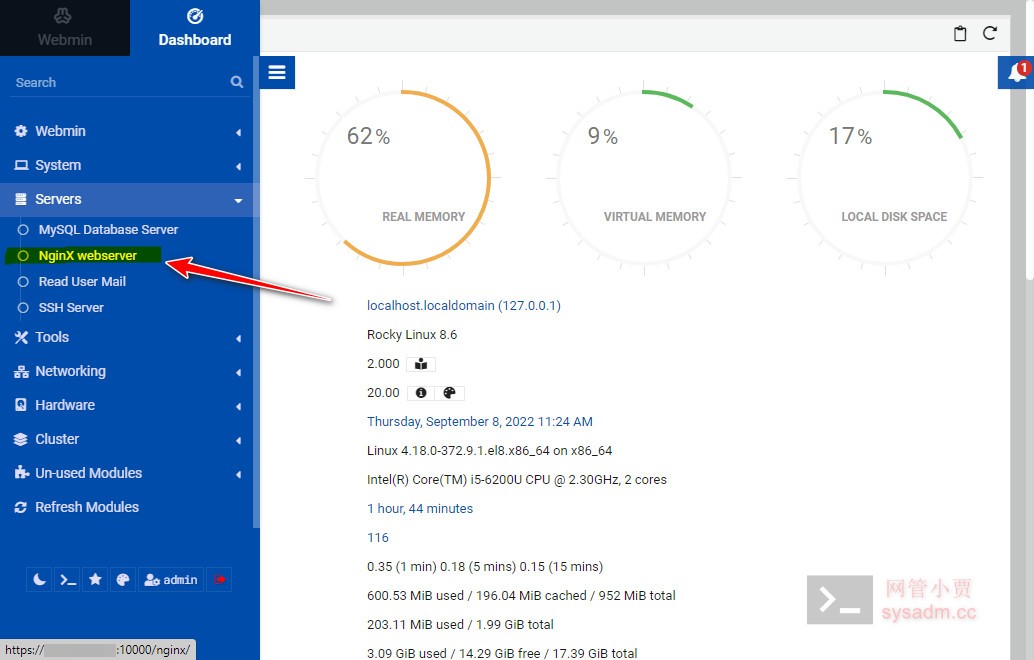 Webmin
Dashboard
Search
Webmin
System
Servers
MySQL Database Server
NginX webserver
Read User Mail
SSH Server
Tools
Networking
Hardware
Cluster
Un-used Modules
Refresh Modules
admin
https://
:10000/nginx/
1
62%
REAL MEMORY
9%
VIRTUAL MEMORY
17%
LOCAL DISK SPACE
localhost.localdomain (127.0.0.1)
Rocky Linux 8.6
2.000
20.00
Thursday, September 8, 2022 11:24 AM
Linux 4.18.0-372.9.1.el8.x86_64 on x86_64
Intel(R) Core(TM) i5-6200U CPU @ 2.30GHz, 2 cores
1 hour, 44 minutes
116
0.35 (1 min) 0.18 (5 mins) 0.15 (15 mins)
600.53 MiB used / 196.04 MiB cached / 952 MiB total
203.11 MiB used / 1.99 GiB total
3.09 GiB used / 14.29 GiB free / 17.39 GiB total
网管小贾
sysadm.cc